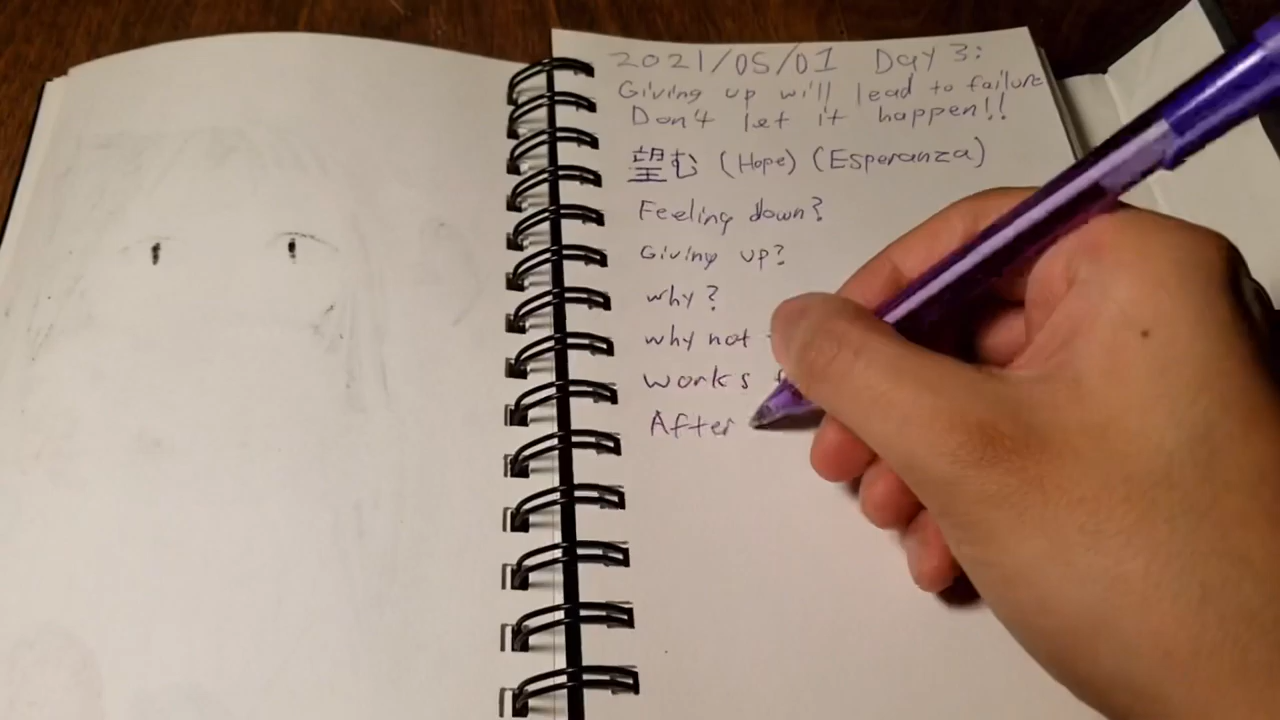 2021/05/01 Day 3:
Giving up will lead to failure
Don't let it happen!!
望む (Hope) (Esperanza)
Feeling down?
Giving up?
why?
why not
works
After